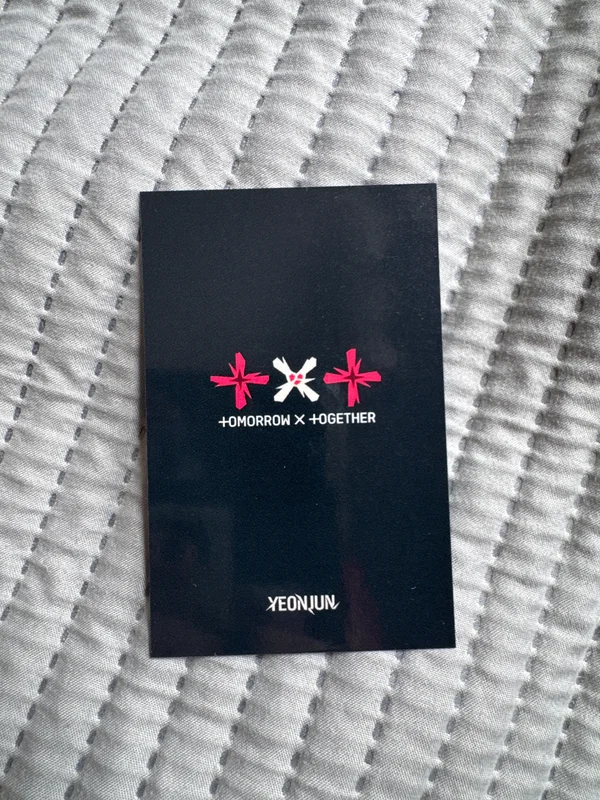 +×+
TOMORROW × TOGETHER
YEONJUN